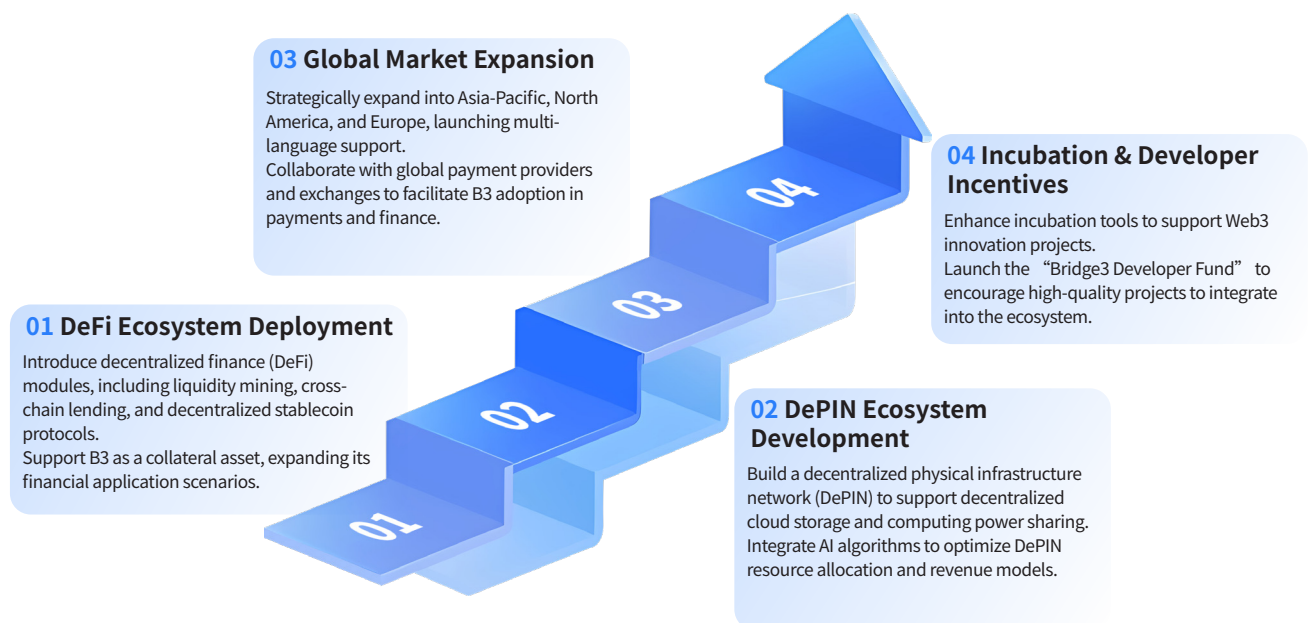 03 Global Market Expansion
Strategically expand into Asia-Pacific, North
America, and Europe, launching multi-
language support.
Collaborate with global payment providers
and exchanges to facilitate B3 adoption in
payments and finance.
04 Incubation & Developer
Incentives
Enhance incubation tools to support Web3
innovation projects.
Launch the “Bridge3 Developer Fund” to
encourage high-quality projects to integrate
into the ecosystem.
01 DeFi Ecosystem Deployment
Introduce decentralized finance (DeFi)
modules, including liquidity mining, cross-
chain lending, and decentralized stablecoin
protocols.
Support B3 as a collateral asset, expanding its
financial application scenarios.
02 DePIN Ecosystem
Development
Build a decentralized physical infrastructure
network (DePIN) to support decentralized
cloud storage and computing power sharing.
Integrate AI algorithms to optimize DePIN
resource allocation and revenue models.
04
03
02
01